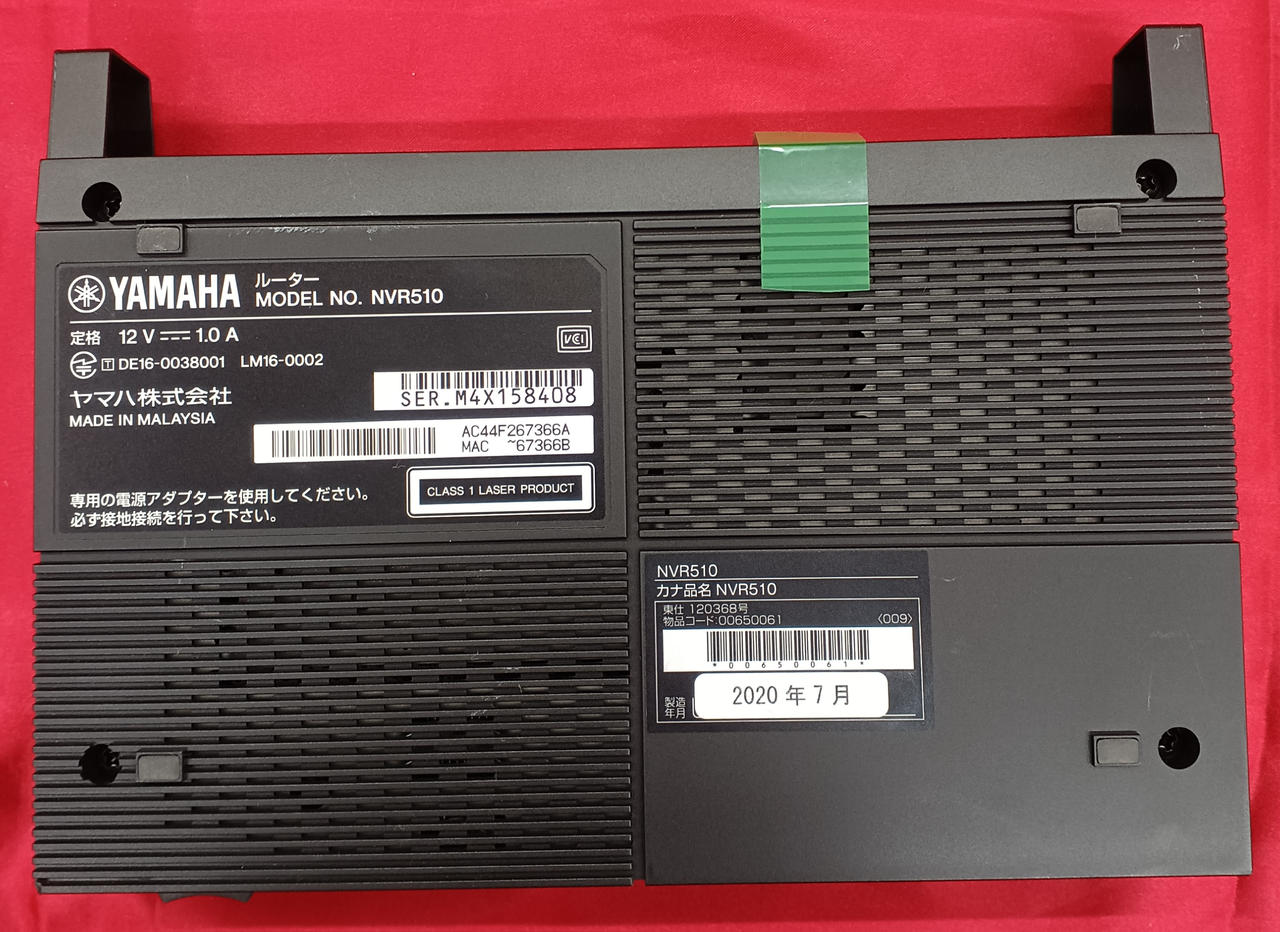 YAMAHA ルーター
MODEL NO. NVR510
定格 12 V 1.0 A
VCI
T DE16-0038001 LM16-0002
ヤマハ株式会社
MADE IN MALAYSIA
SER.M4X158408
AC44F267366A
MAC ~67366B
CLASS 1 LASER PRODUCT
専用の電源アダプターを使用してください。
必ず接地接続を行って下さい。
NVR510
カナ品名 NVR510
東仕 120368号
物品コード:00650061 〈009〉
*00650061*
製造年月 2020 年 7 月